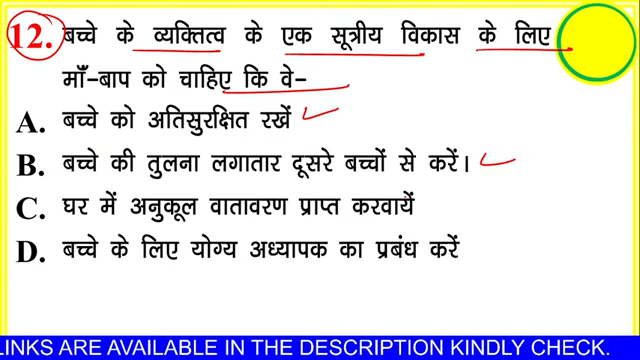 12. बच्चे के व्यक्तित्व के एक सूत्रीय विकास के लिए
माँ-बाप को चाहिए कि वे-
A. बच्चे को अतिसुरक्षित रखें
B. बच्चे की तुलना लगातार दूसरे बच्चों से करें।
C. घर में अनुकूल वातावरण प्राप्त करवायें
D. बच्चे के लिए योग्य अध्यापक का प्रबंध करें
LINKS ARE AVAILABLE IN THE DESCRIPTION KINDLY CHECK.